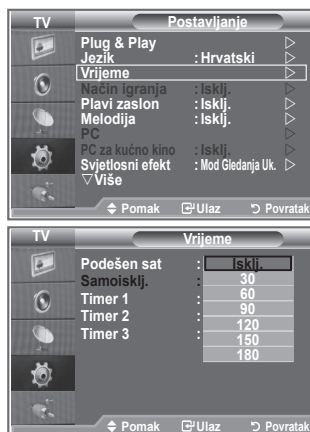 TV
Postavljanje
Plug & Play
Jezik : Hrvatski
Vrijeme
Način igranja : Isklj.
Plavi zaslon : Isklj.
Melodija : Isklj.
PC
PC za kućno kino : Isklj.
Svjetlosni efekt : Mod Gledanja Uk.
▽Više
Pomak Ulaz Povratak
TV
Vrijeme
Podešen sat :
Samoisklj. :
Timer 1 :
Timer 2 :
Timer 3 :
Isklj.
30
60
90
120
150
180
Pomak Ulaz Povratak